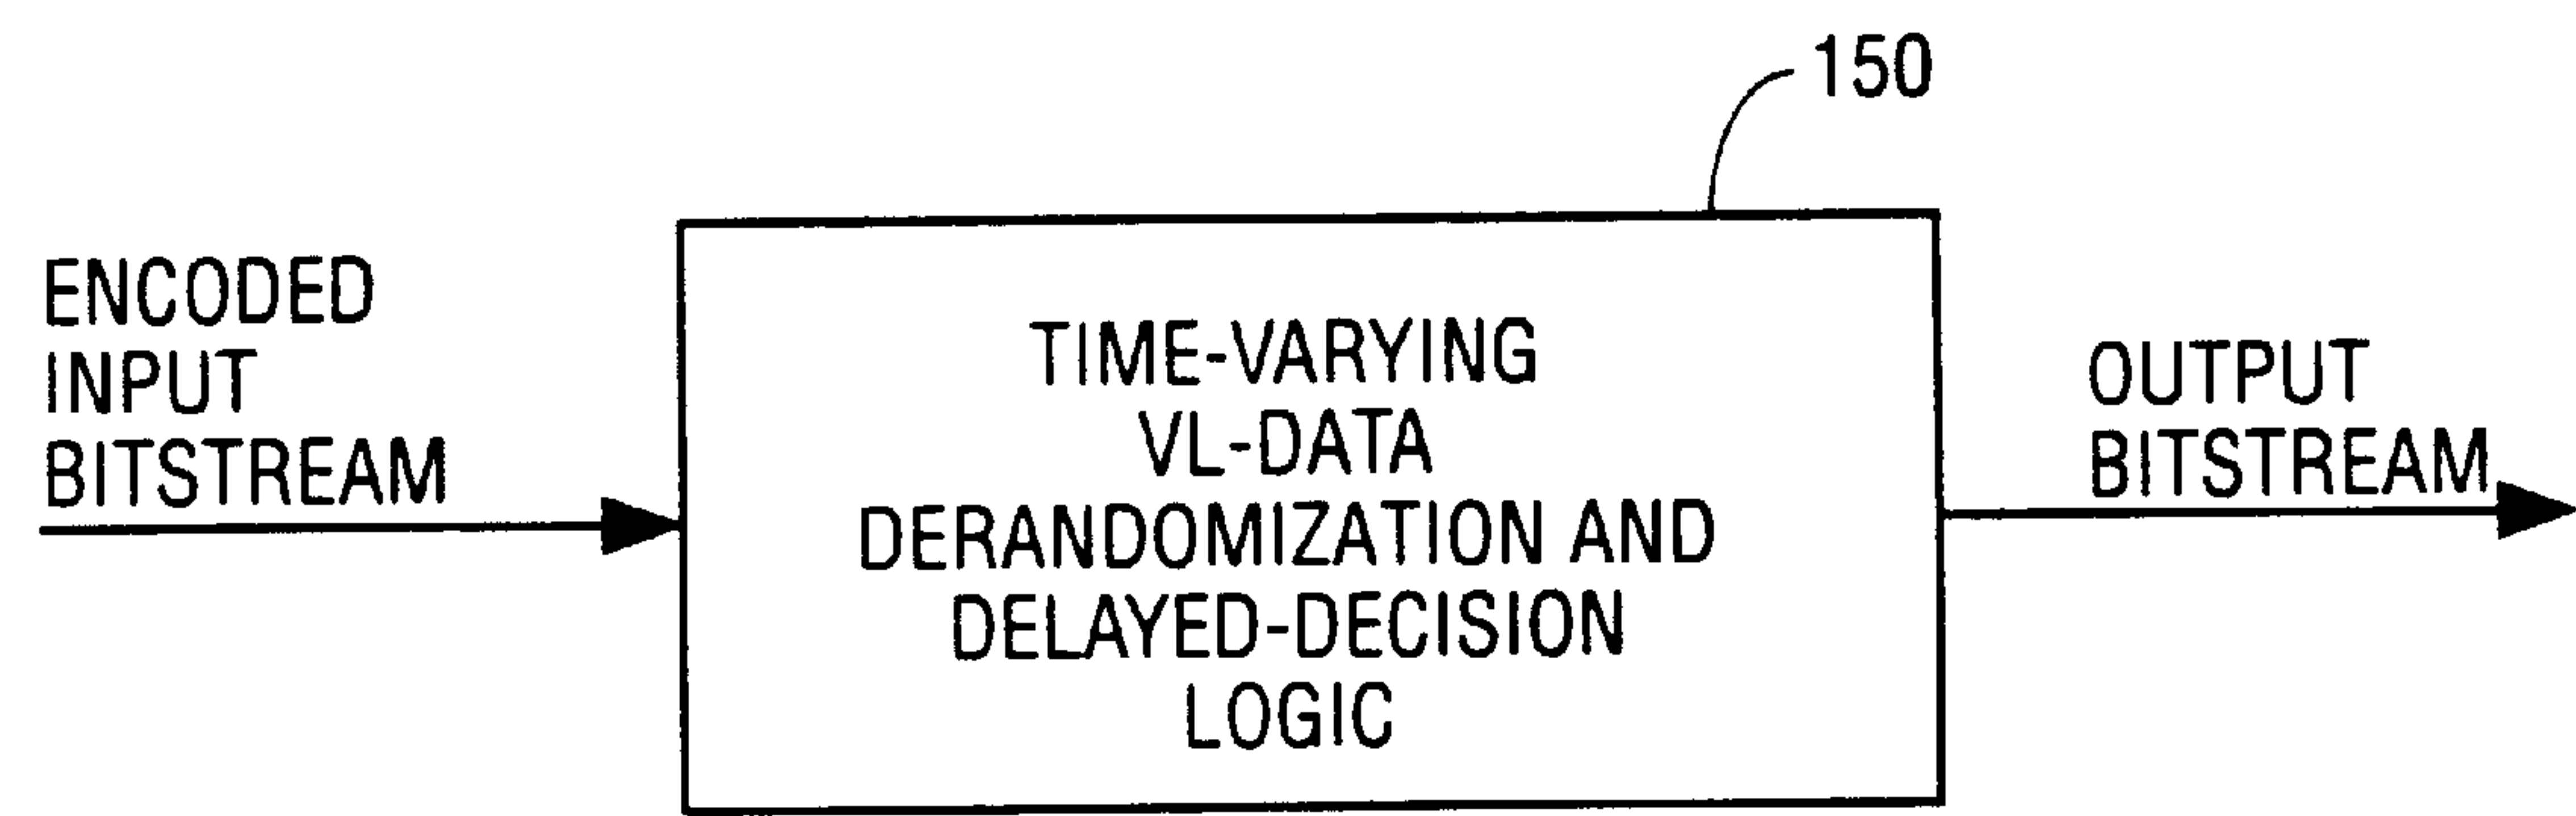 150
ENCODED
INPUT
BITSTREAM
TIME-VARYING
VL-DATA
DERANDOMIZATION AND
DELAYED-DECISION
LOGIC
OUTPUT
BITSTREAM